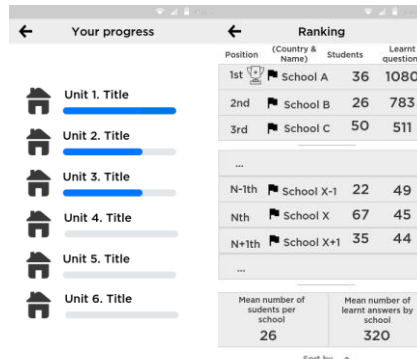 Your progress
Unit 1. Title
Unit 2. Title
Unit 3. Title
Unit 4. Title
Unit 5. Title
Unit 6. Title
Ranking
Position (Country & Name) Students Learnt question
1st School A 36 1080
2nd School B 26 783
3rd School C 50 511
...
N-1th School X-1 22 49
Nth School X 67 45
N+1th School X+1 35 44
...
Mean number of sudents per school
26
Mean number of learnt answers by school
320
Sort by